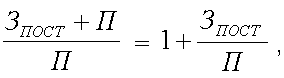 (З_ПОСТ + П) / П = 1 + З_ПОСТ / П ,